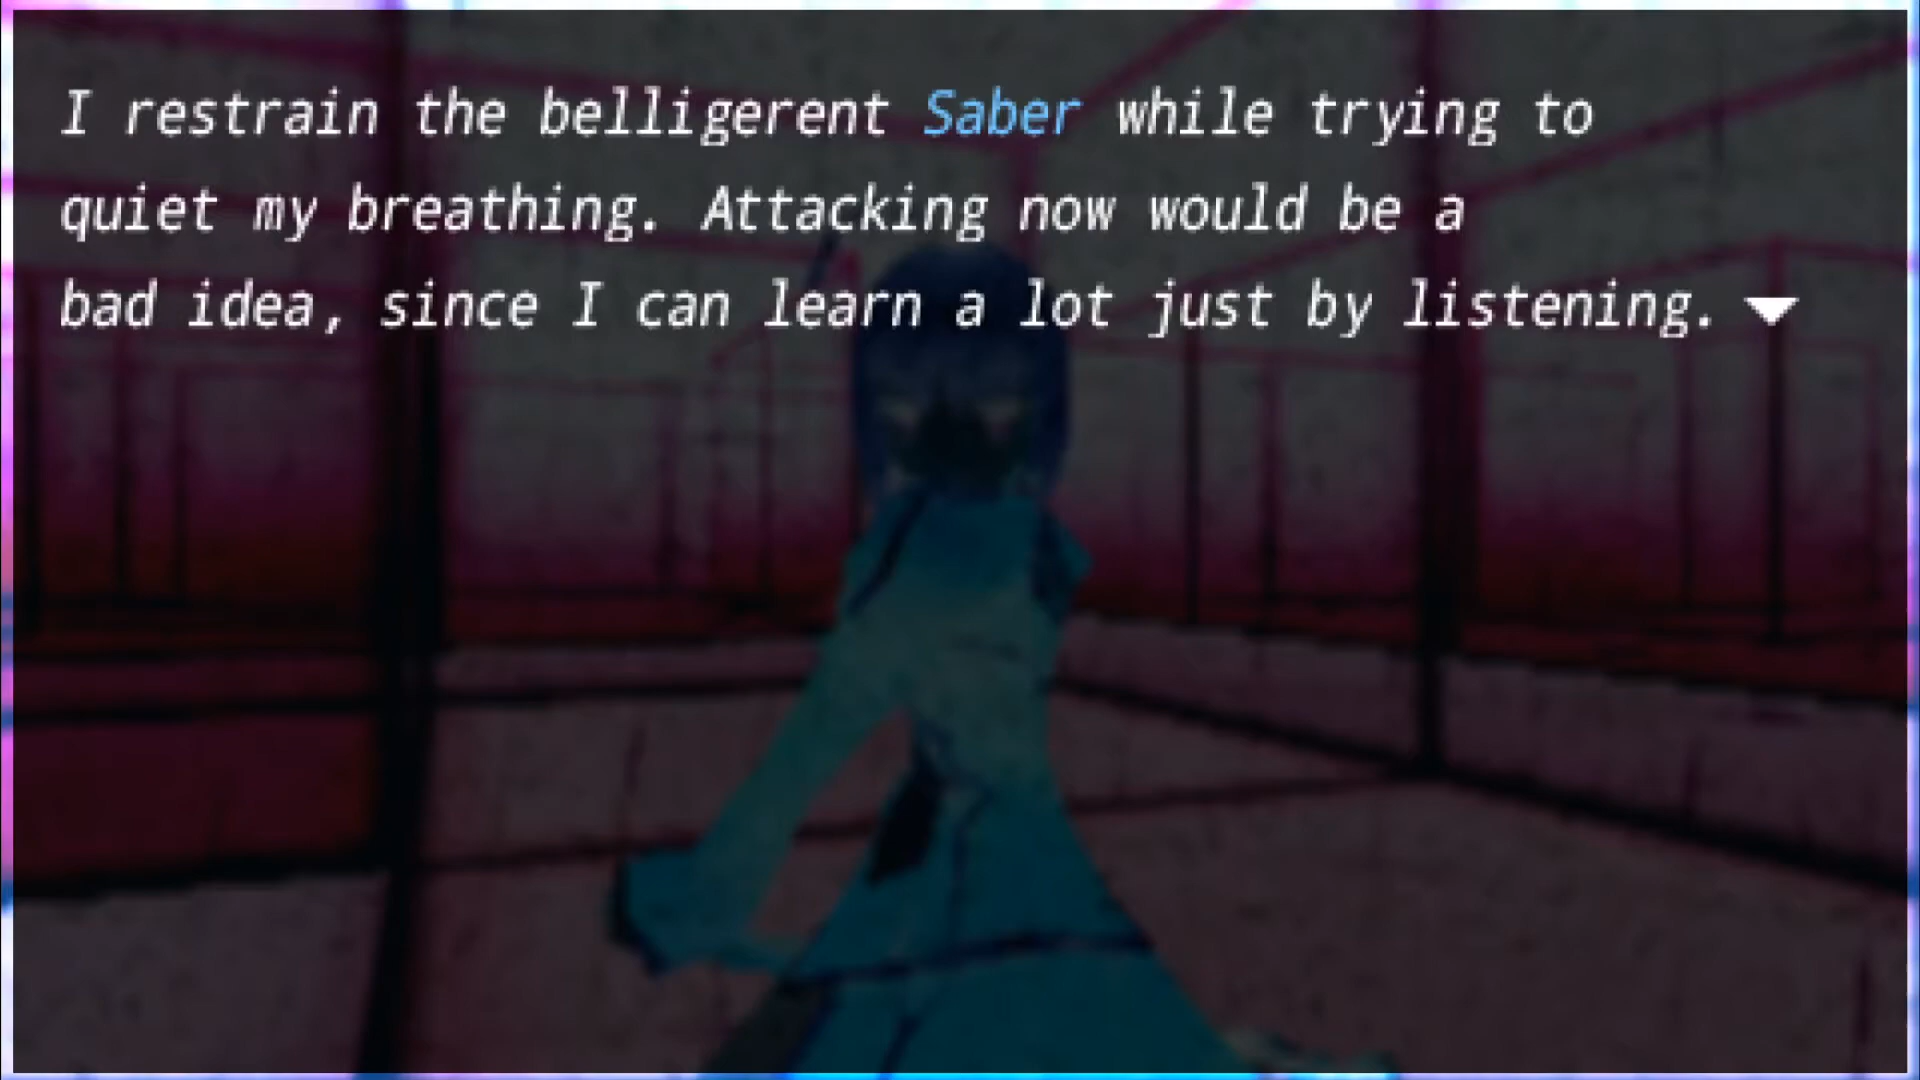 I restrain the belligerent Saber while trying to
quiet my breathing. Attacking now would be a
bad idea, since I can learn a lot just by listening.